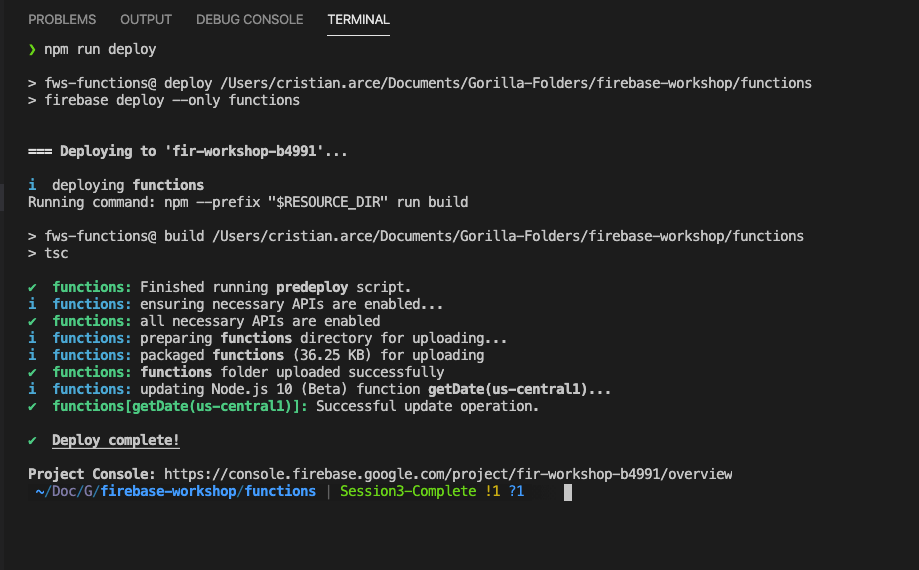 PROBLEMS OUTPUT DEBUG CONSOLE TERMINAL
❯ npm run deploy
> fws-functions@ deploy /Users/cristian.arce/Documents/Gorilla-Folders/firebase-workshop/functions
> firebase deploy --only functions
=== Deploying to 'fir-workshop-b4991'...
i deploying functions
Running command: npm --prefix "$RESOURCE_DIR" run build
> fws-functions@ build /Users/cristian.arce/Documents/Gorilla-Folders/firebase-workshop/functions
> tsc
✔ functions: Finished running predeploy script.
i functions: ensuring necessary APIs are enabled...
✔ functions: all necessary APIs are enabled
i functions: preparing functions directory for uploading...
i functions: packaged functions (36.25 KB) for uploading
✔ functions: functions folder uploaded successfully
i functions: updating Node.js 10 (Beta) function getDate(us-central1)...
✔ functions[getDate(us-central1)]: Successful update operation.
✔ Deploy complete!
Project Console: https://console.firebase.google.com/project/fir-workshop-b4991/overview
~/Doc/G/firebase-workshop/functions | Session3-Complete !1 ?1